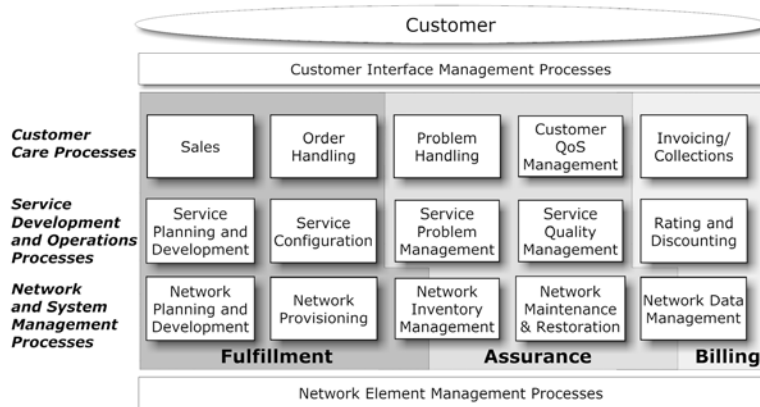 Customer
Customer Interface Management Processes
Customer
Care Processes
Sales
Order
Handling
Problem
Handling
Customer
QoS
Management
Invoicing/
Collections
Service
Development
and Operations
Processes
Service
Planning and
Development
Service
Configuration
Service
Problem
Management
Service
Quality
Management
Rating and
Discounting
Network
and System
Management
Processes
Network
Planning and
Development
Network
Provisioning
Network
Inventory
Management
Network
Maintenance
& Restoration
Network Data
Management
Fulfillment
Assurance
Billing
Network Element Management Processes